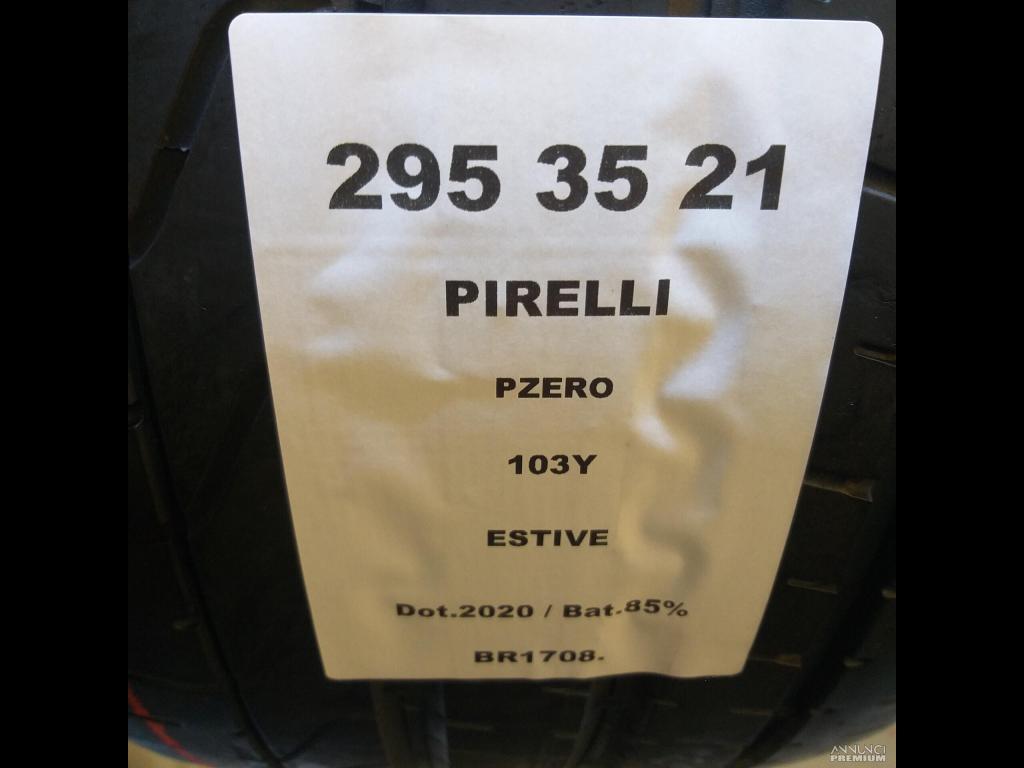 295 35 21
PIRELLI
PZERO
103Y
ESTIVE
Dot.2020 / Bat.85%
BR1708.
ANNUNCI
PREMIUM